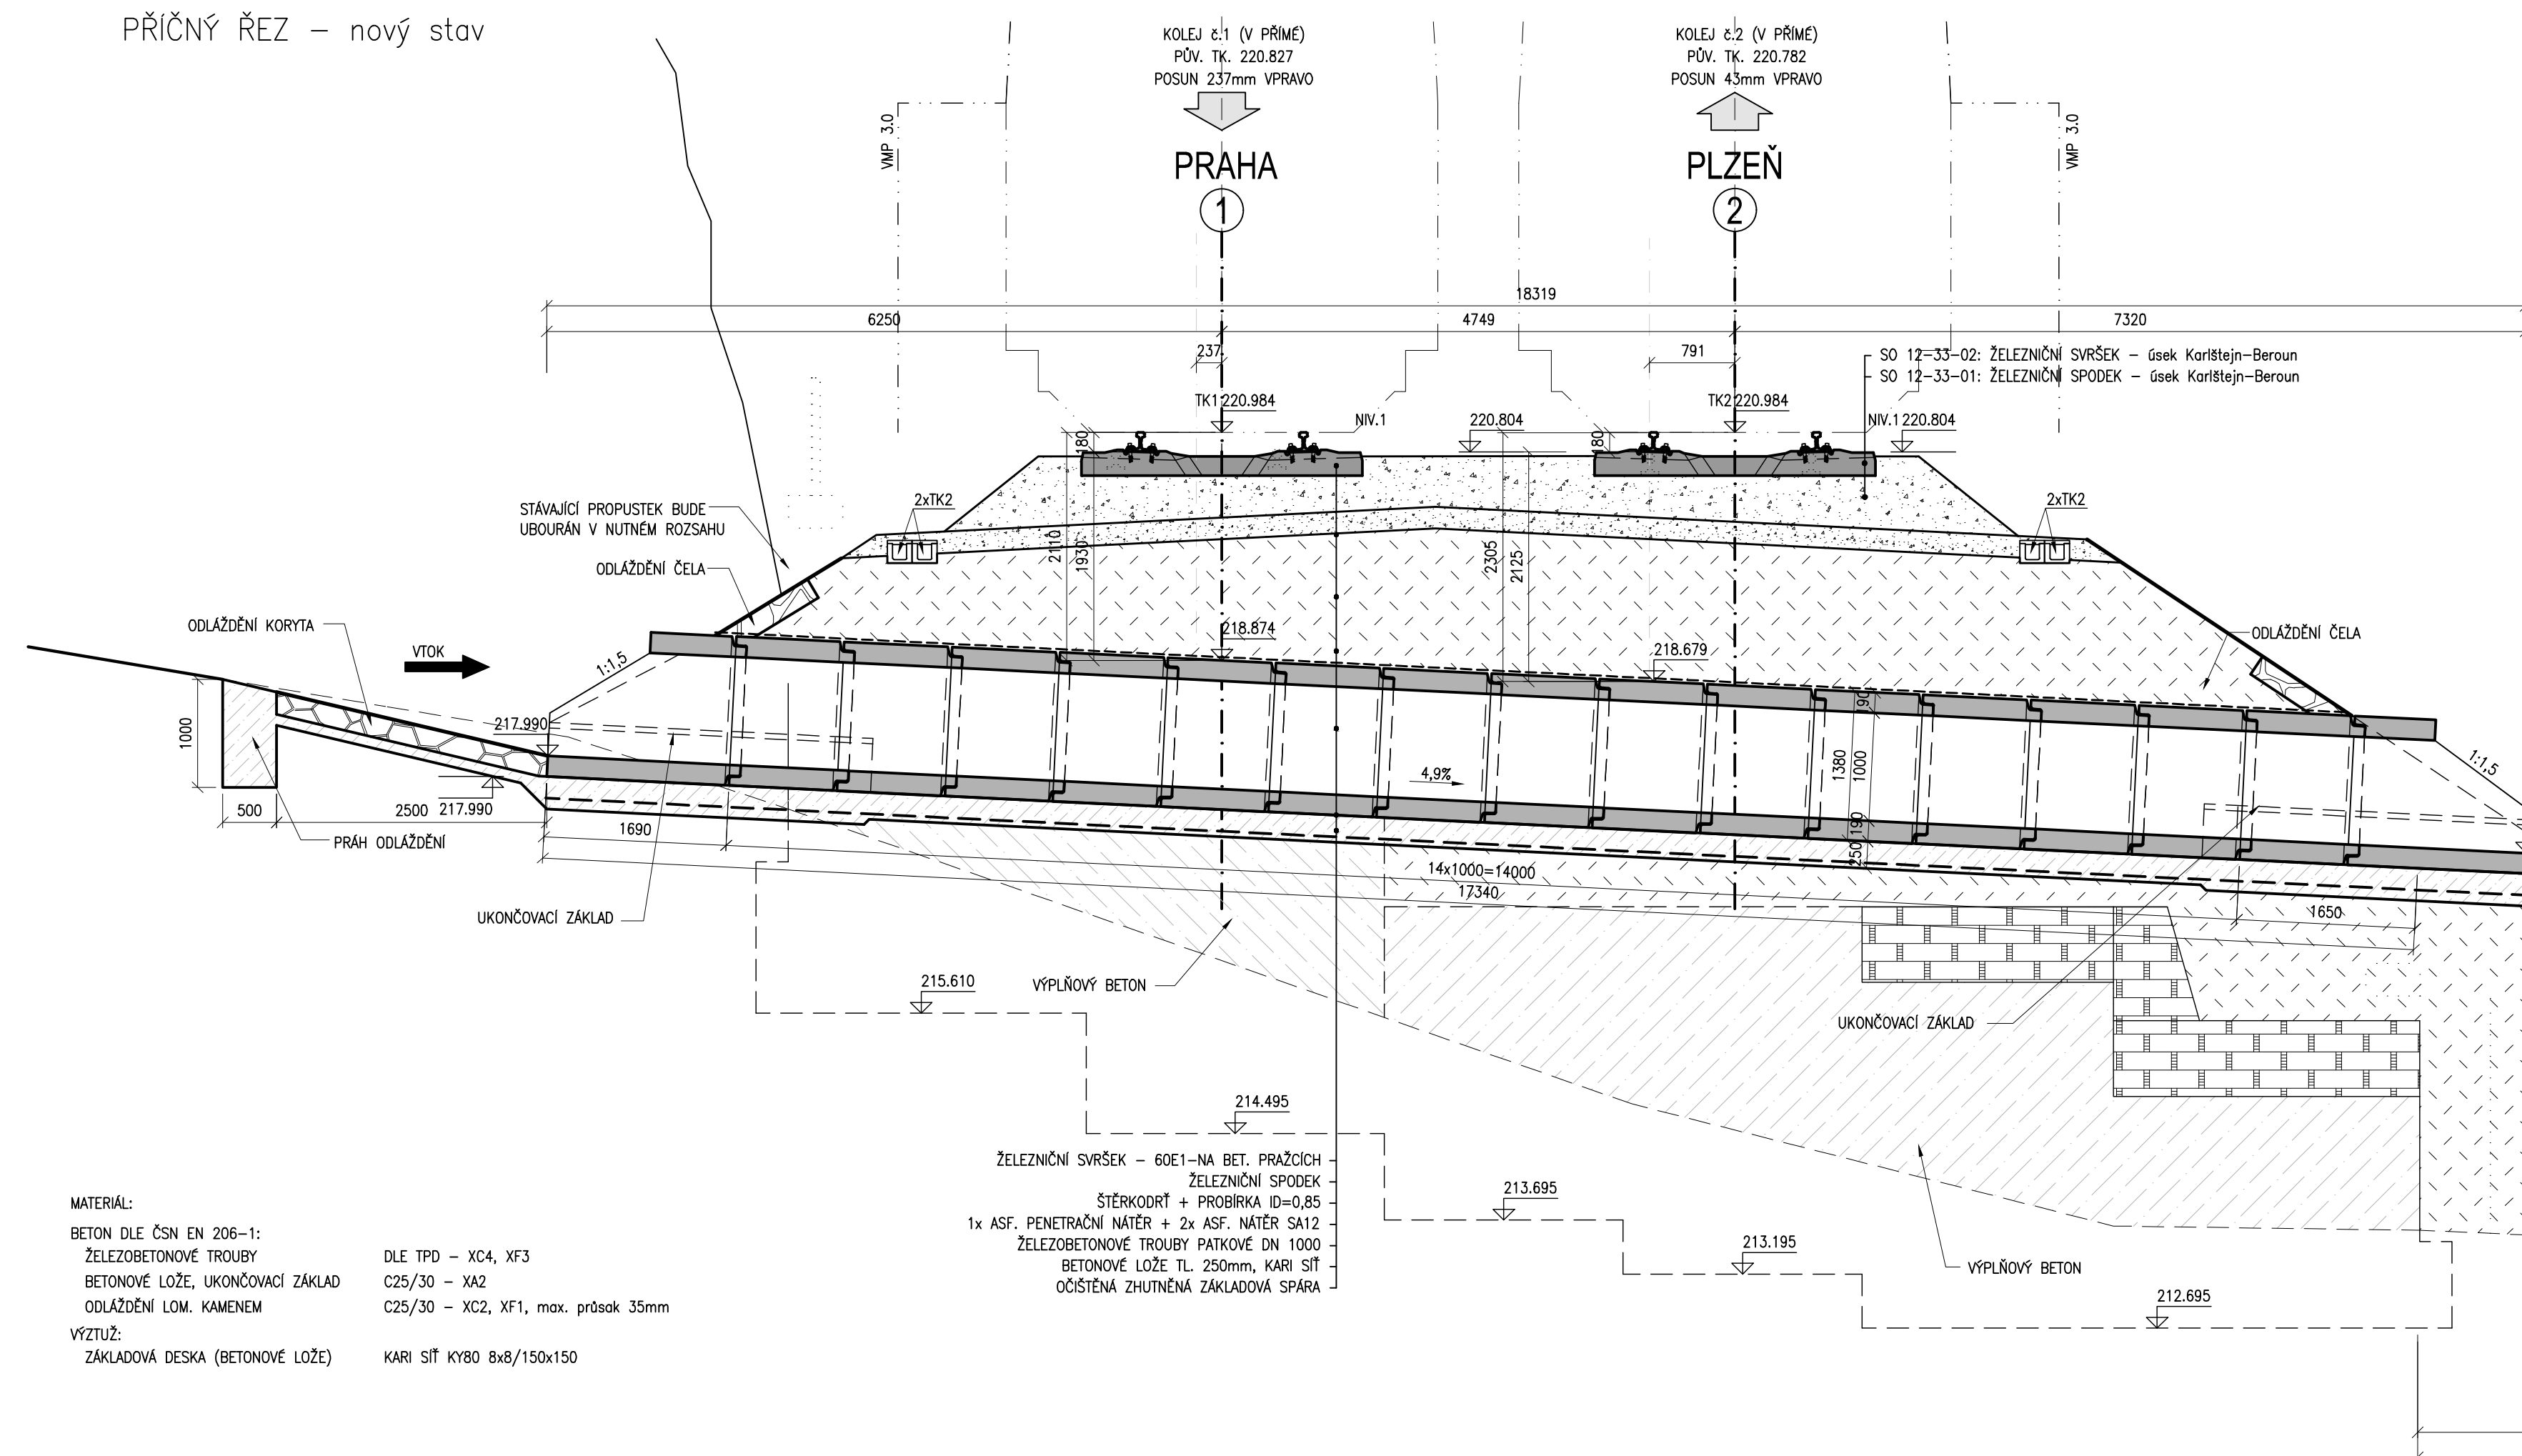 PŘÍČNÝ ŘEZ – nový stav
KOLEJ č.1 (V PŘÍMÉ)
PŮV. TK. 220.827
POSUN 237mm VPRAVO
PRAHA
1
KOLEJ č.2 (V PŘÍMÉ)
PŮV. TK. 220.782
POSUN 43mm VPRAVO
PLZEŇ
2
VMP 3.0
VMP 3.0
18319
6250
4749
7320
237
791
SO 12-33-02: ŽELEZNIČNÍ SVRŠEK – úsek Karlštejn-Beroun
SO 12-33-01: ŽELEZNIČNÍ SPODEK – úsek Karlštejn-Beroun
TK1 220.984
NIV.1
220.804
TK2 220.984
NIV.1 220.804
180
180
2xTK2
2xTK2
STÁVAJÍCÍ PROPUSTEK BUDE
UBOURÁN V NUTNÉM ROZSAHU
ODLÁŽDĚNÍ ČELA
2110
1930
2305
2125
ODLÁŽDĚNÍ KORYTA
VTOK
1:1,5
218.874
218.679
ODLÁŽDĚNÍ ČELA
1:1,5
1000
217.990
500
2500
217.990
PRÁH ODLÁŽDĚNÍ
1690
4,9%
190
1380
1000
190
250
14x1000=14000
17340
1650
UKONČOVACÍ ZÁKLAD
215.610
VÝPLŇOVÝ BETON
UKONČOVACÍ ZÁKLAD
214.495
213.695
213.195
212.695
VÝPLŇOVÝ BETON
ŽELEZNIČNÍ SVRŠEK – 60E1-NA BET. PRAŽCÍCH
ŽELEZNIČNÍ SPODEK
ŠTĚRKODRŤ + PROBÍRKA ID=0,85
1x ASF. PENETRAČNÍ NÁTĚR + 2x ASF. NÁTĚR SA12
ŽELEZOBETONOVÉ TROUBY PATKOVÉ DN 1000
BETONOVÉ LOŽE TL. 250mm, KARI SÍŤ
OČIŠTĚNÁ ZHUTNĚNÁ ZÁKLADOVÁ SPÁRA
MATERIÁL:
BETON DLE ČSN EN 206-1:
ŽELEZOBETONOVÉ TROUBY DLE TPD – XC4, XF3
BETONOVÉ LOŽE, UKONČOVACÍ ZÁKLAD C25/30 – XA2
ODLÁŽDĚNÍ LOM. KAMENEM C25/30 – XC2, XF1, max. průsak 35mm
VÝZTUŽ:
ZÁKLADOVÁ DESKA (BETONOVÉ LOŽE) KARI SÍŤ KY80 8x8/150x150